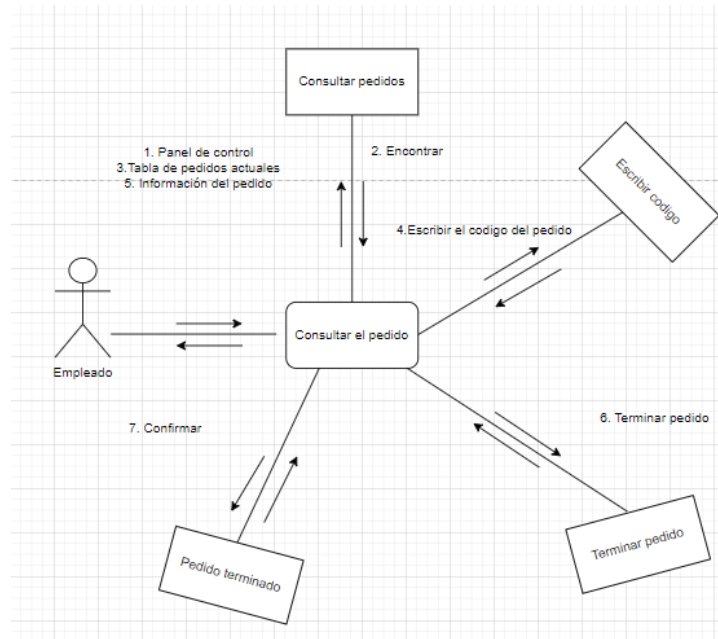 Consultar pedidos
1. Panel de control
3.Tabla de pedidos actuales
5. Información del pedido
2. Encontrar
Escribir codigo
4.Escribir el codigo del pedido
Consultar el pedido
Empleado
7. Confirmar
6. Terminar pedido
Terminar pedido
Pedido terminado